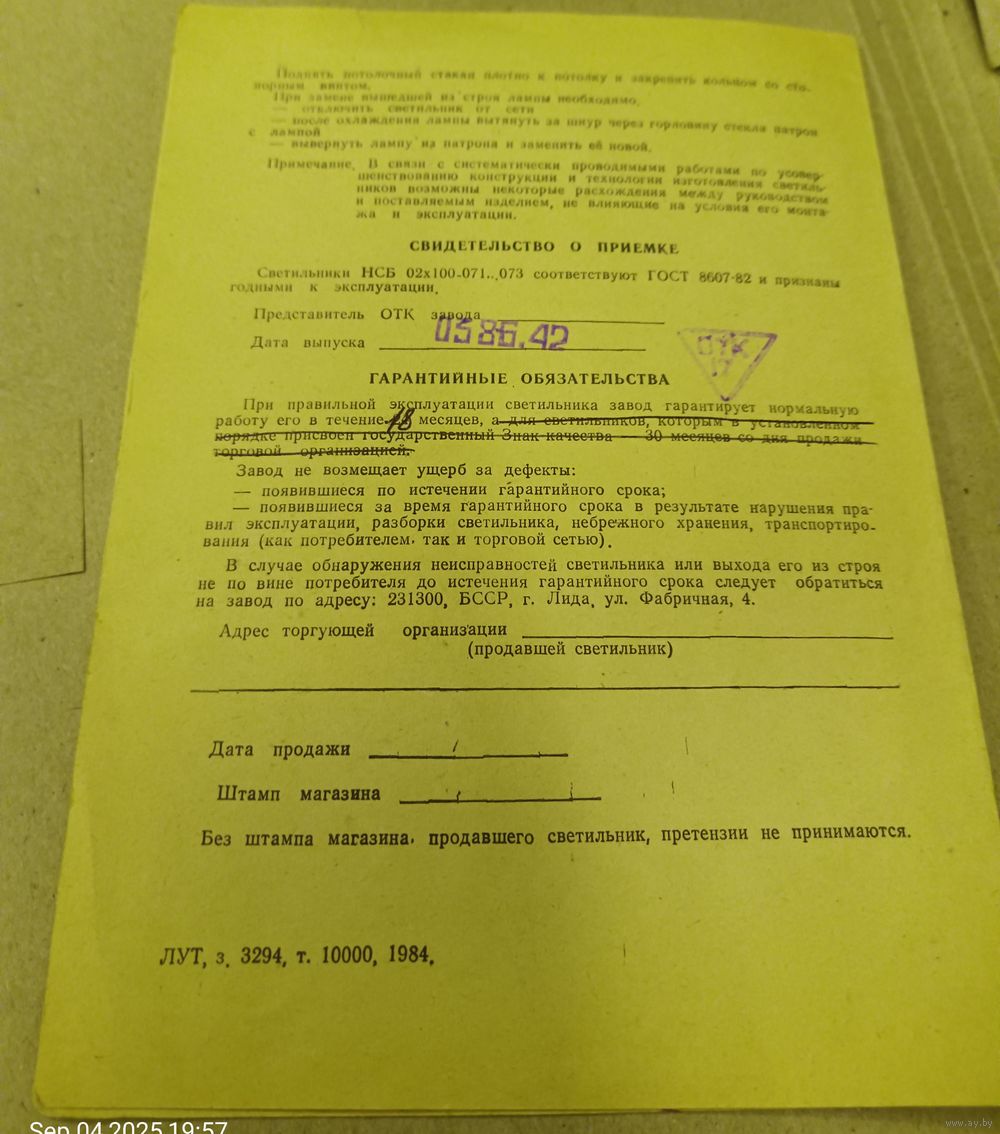 Поднять потолочный стакан плотно к потолку и закрепить кольцом со сто-
порным винтом.
При замене вышедшей из строя лампы необходимо,
— отключить светильник от сети
— после охлаждения лампы вытянуть за шнур через горловину стекла патрон
с лампой
— вывернуть лампу из патрона и заменить её новой.
Примечание. В связи с систематически проводимыми работами по усовер-
шенствованию конструкции и технологии изготовления светиль-
ников возможны некоторые расхождения между руководством
и поставляемым изделием, не влияющие на условия его монта-
жа и эксплуатации.
СВИДЕТЕЛЬСТВО О ПРИЕМКЕ
Светильники НСБ 02х100-071...073 соответствуют ГОСТ 8607-82 и признаны
годными к эксплуатации.
Представитель ОТК завода
Дата выпуска 0386.42
ОТК
ГАРАНТИЙНЫЕ ОБЯЗАТЕЛЬСТВА
При правильной эксплуатации светильника завод гарантирует нормальную
работу его в течение 18 месяцев, а для светильников, которым в установленном
порядке присвоен государственный Знак качества — 30 месяцев со дня продажи
торговой организацией.
Завод не возмещает ущерб за дефекты:
— появившиеся по истечении гарантийного срока;
— появившиеся за время гарантийного срока в результате нарушения пра-
вил эксплуатации, разборки светильника, небрежного хранения, транспортиро-
вания (как потребителем, так и торговой сетью).
В случае обнаружения неисправностей светильника или выхода его из строя
не по вине потребителя до истечения гарантийного срока следует обратиться
на завод по адресу: 231300, БССР, г. Лида, ул. Фабричная, 4.
Адрес торгующей организации
(продавшей светильник)
Дата продажи
Штамп магазина
Без штампа магазина, продавшего светильник, претензии не принимаются.
ЛУТ, з. 3294, т. 10000, 1984.
Sep 04 2025 19:57
www.ay.by